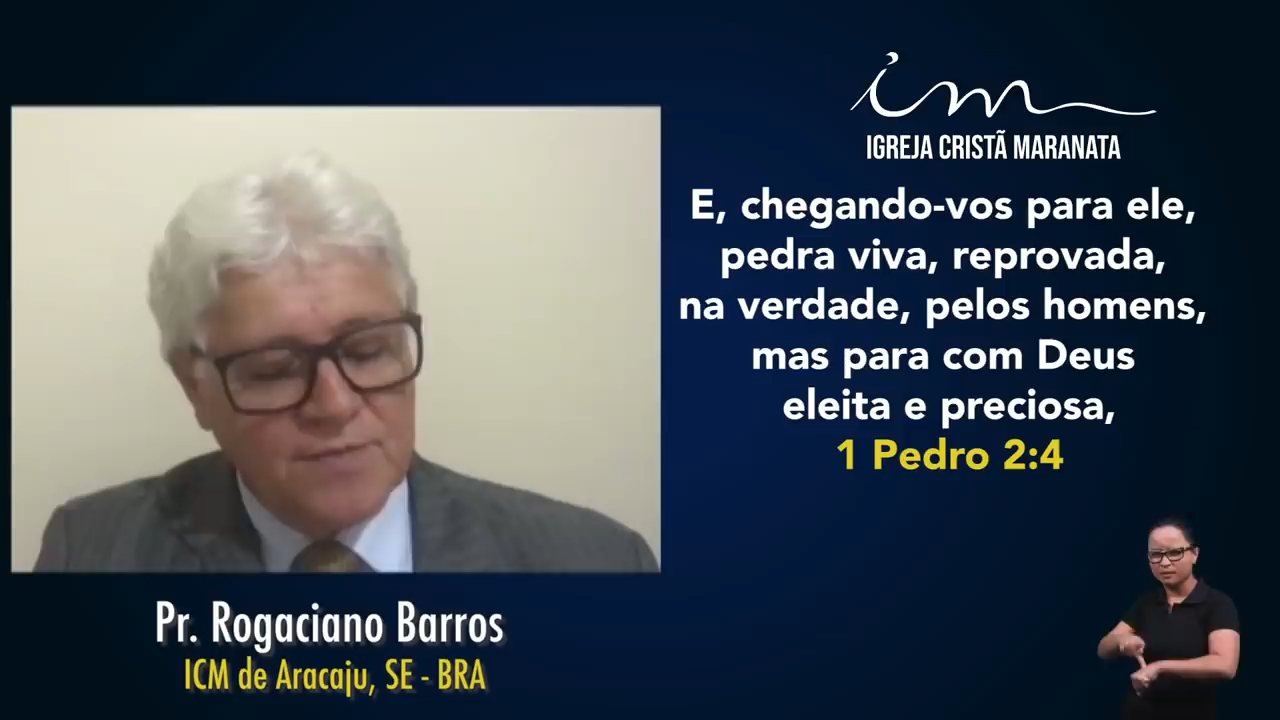 im
IGREJA CRISTÃ MARANATA
E, chegando-vos para ele,
pedra viva, reprovada,
na verdade, pelos homens,
mas para com Deus
eleita e preciosa,
1 Pedro 2:4
Pr. Rogaciano Barros
ICM de Aracaju, SE - BRA